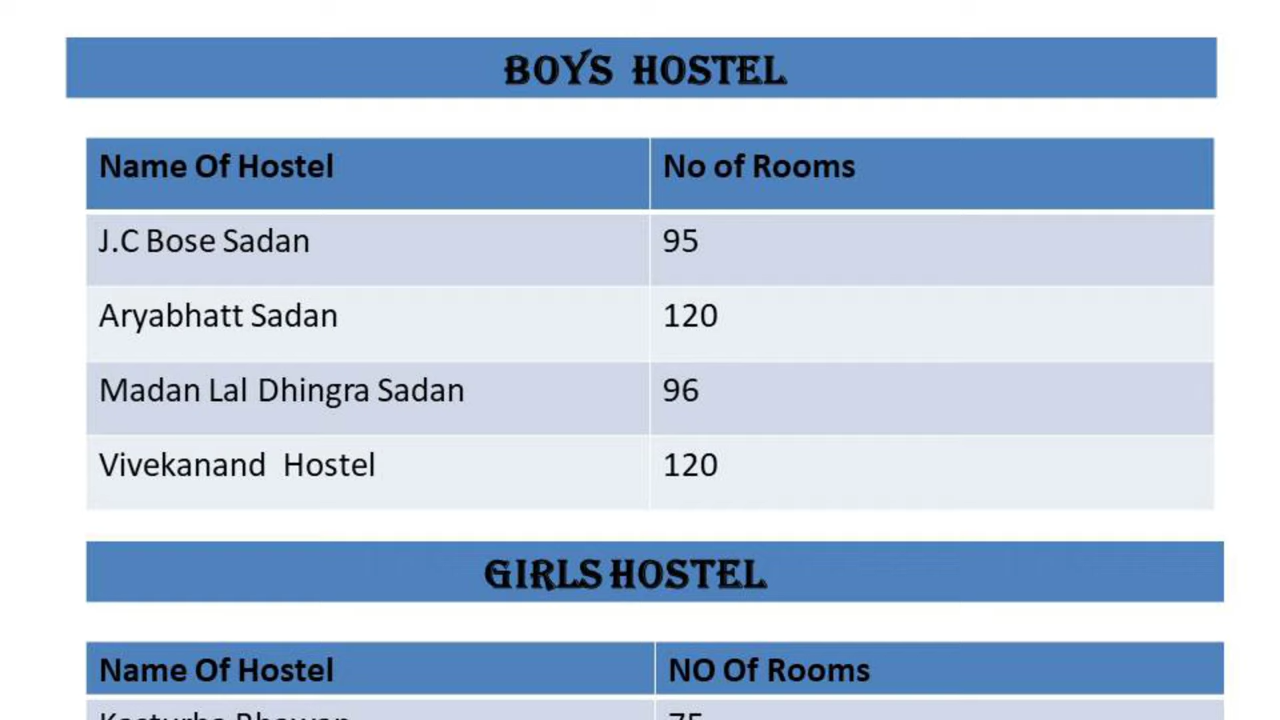 BOYS HOSTEL
Name Of Hostel No of Rooms
J.C Bose Sadan 95
Aryabhatt Sadan 120
Madan Lal Dhingra Sadan 96
Vivekanand Hostel 120
GIRLS HOSTEL
Name Of Hostel NO Of Rooms